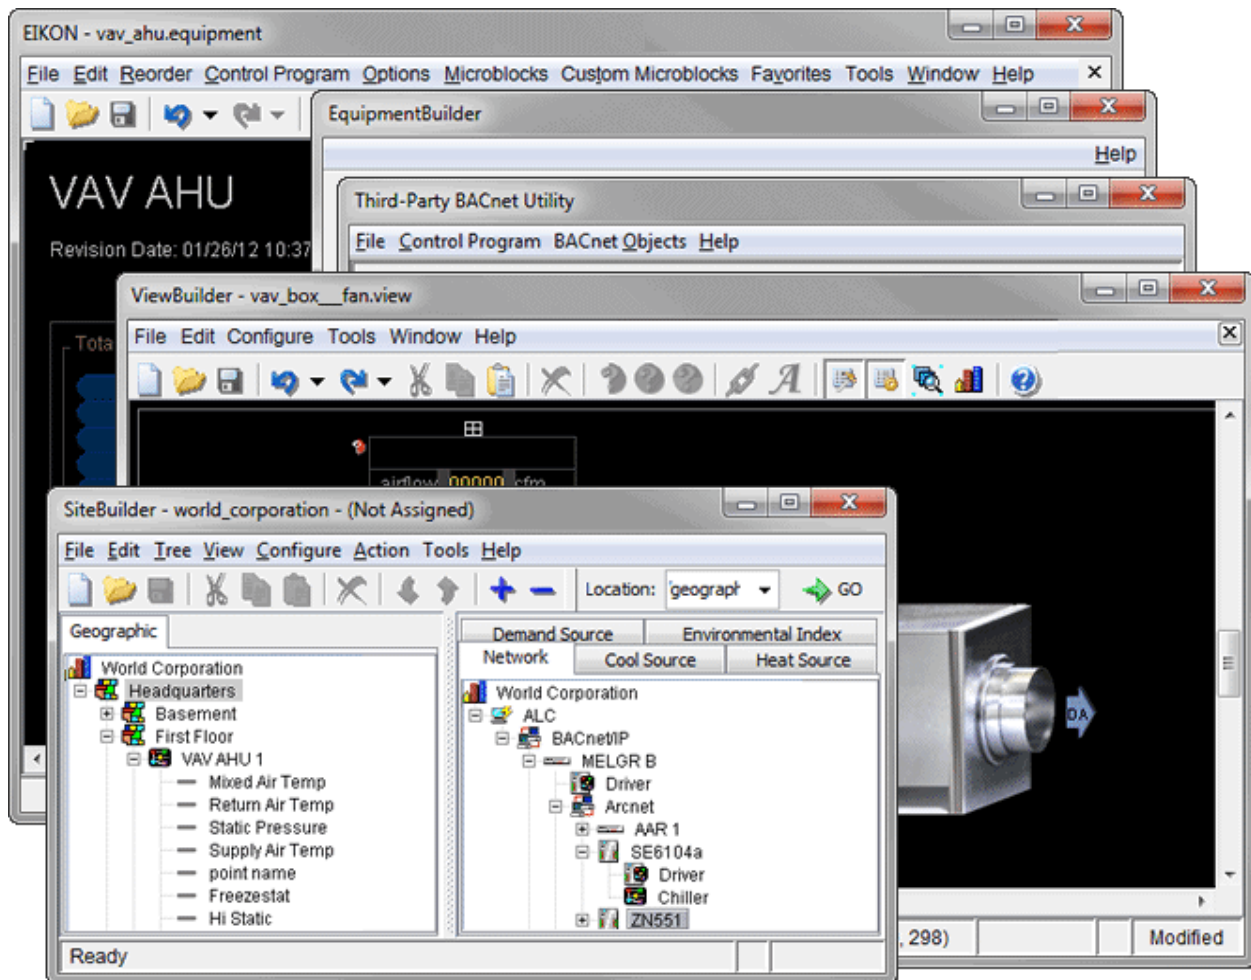 EIKON - vav_ahu.equipment
File Edit Reorder Control Program Options Microblocks Custom Microblocks Favorites Tools Window Help
EquipmentBuilder
Help
VAV AHU
Third-Party BACnet Utility
Revision Date: 01/26/12 10:37
File Control Program BACnet Objects Help
ViewBuilder - vav_box__fan.view
Tota
File Edit Configure Tools Window Help
airflow 00000 cfm
SiteBuilder - world_corporation - (Not Assigned)
File Edit Tree View Configure Action Tools Help
Location: geograph GO
Geographic
World Corporation
Headquarters
Basement
First Floor
VAV AHU 1
Mixed Air Temp
Return Air Temp
Static Pressure
Supply Air Temp
point name
Freezestat
Hi Static
Demand Source Environmental Index
Network Cool Source Heat Source
World Corporation
ALC
BACnet/IP
MELGR B
Driver
Arcnet
AAR 1
SE6104a
Driver
Chiller
ZN551
DA
, 298) Modified
Ready